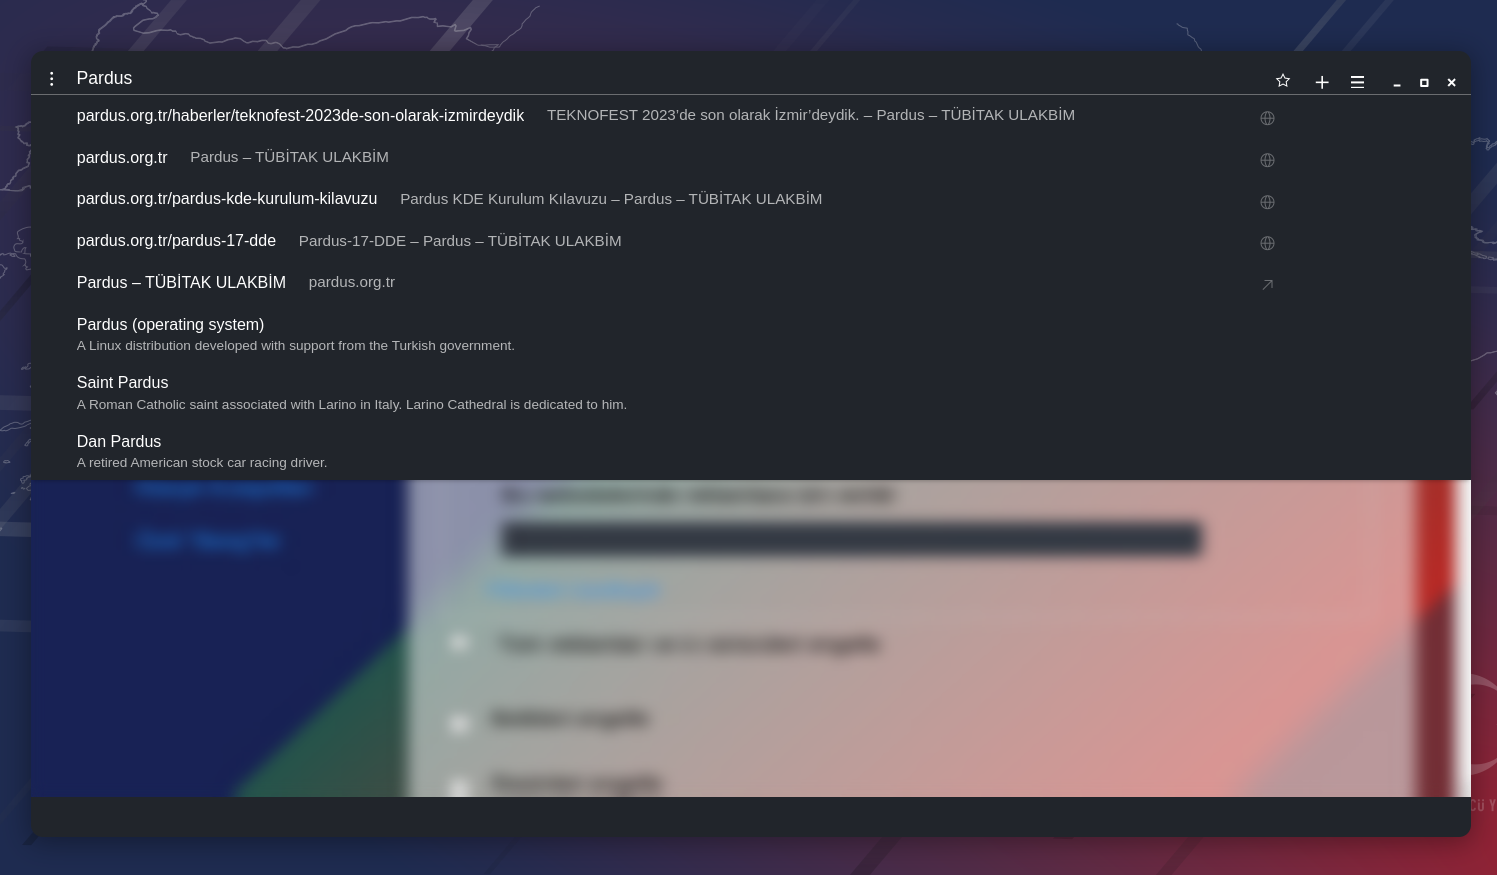 Pardus
pardus.org.tr/haberler/teknofest-2023de-son-olarak-izmirdeydik TEKNOFEST 2023’de son olarak İzmir’deydik. – Pardus – TÜBİTAK ULAKBİM
pardus.org.tr Pardus – TÜBİTAK ULAKBİM
pardus.org.tr/pardus-kde-kurulum-kilavuzu Pardus KDE Kurulum Kılavuzu – Pardus – TÜBİTAK ULAKBİM
pardus.org.tr/pardus-17-dde Pardus-17-DDE – Pardus – TÜBİTAK ULAKBİM
Pardus – TÜBİTAK ULAKBİM pardus.org.tr
Pardus (operating system)
A Linux distribution developed with support from the Turkish government.
Saint Pardus
A Roman Catholic saint associated with Larino in Italy. Larino Cathedral is dedicated to him.
Dan Pardus
A retired American stock car racing driver.